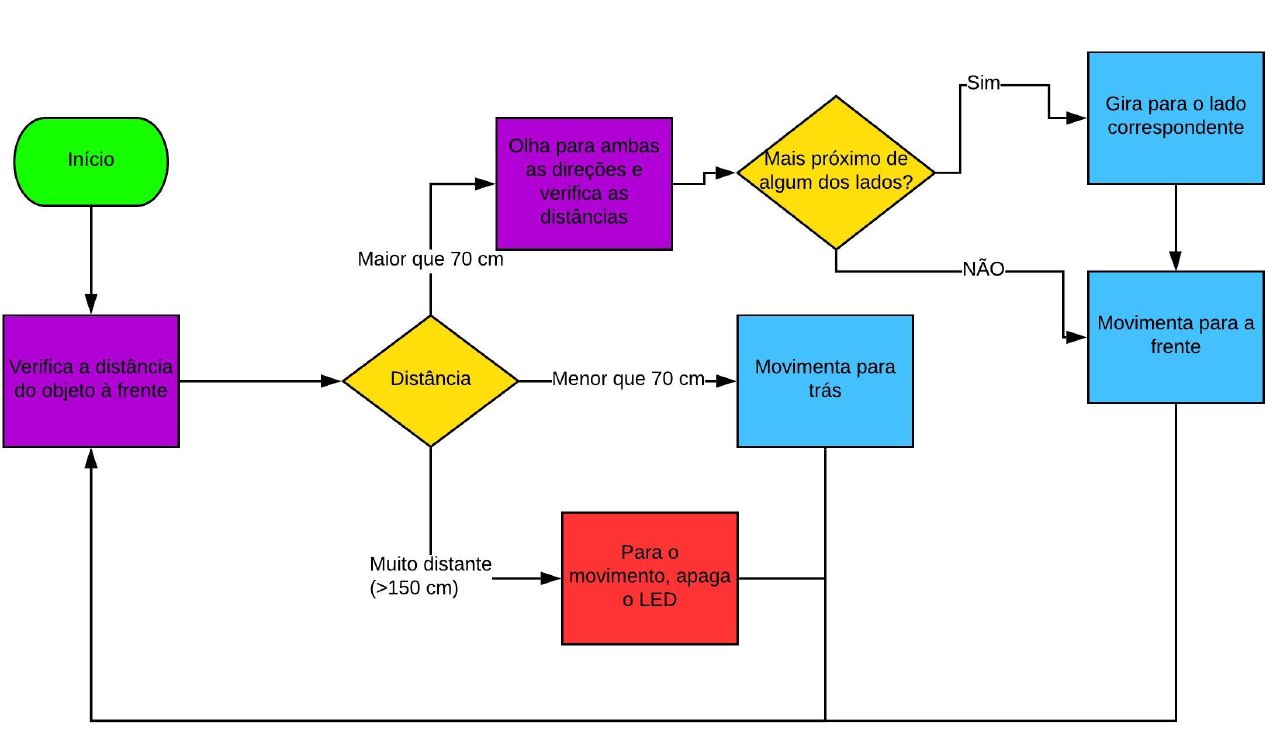 Início
Verifica a distância
do objeto à frente
Distância
Maior que 70 cm
Olha para ambas
as direções e
verifica as
distâncias
Mais próximo de
algum dos lados?
Sim
Gira para o lado
correspondente
NÃO
Movimenta para a
frente
Menor que 70 cm
Movimenta para
trás
Muito distante
(>150 cm)
Para o
movimento, apaga
o LED